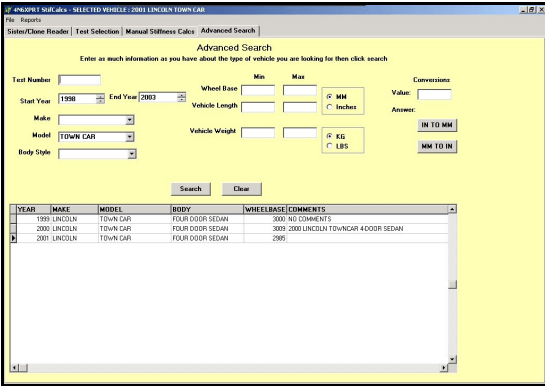 4N6XPRT StifCalcs - SELECTED VEHICLE : 2001 LINCOLN TOWN CAR
File Reports
Sister/Clone Reader Test Selection Manual Stiffness Calcs Advanced Search
Advanced Search
Enter as much information as you have about the type of vehicle you are looking for then click search
Min Max
Conversions
Test Number
Wheel Base
MM
Inches
Value:
Start Year 1998 End Year 2003
Vehicle Length
Answer:
Make
IN TO MM
Model TOWN CAR
Vehicle Weight
KG
LBS
MM TO IN
Body Style
Search Clear
YEAR MAKE MODEL BODY WHEELBASE COMMENTS
1999 LINCOLN TOWN CAR FOUR DOOR SEDAN 3000 NO COMMENTS
2000 LINCOLN TOWN CAR FOUR DOOR SEDAN 3009 2000 LINCOLN TOWNCAR 4-DOOR SEDAN
2001 LINCOLN TOWN CAR FOUR DOOR SEDAN 2985